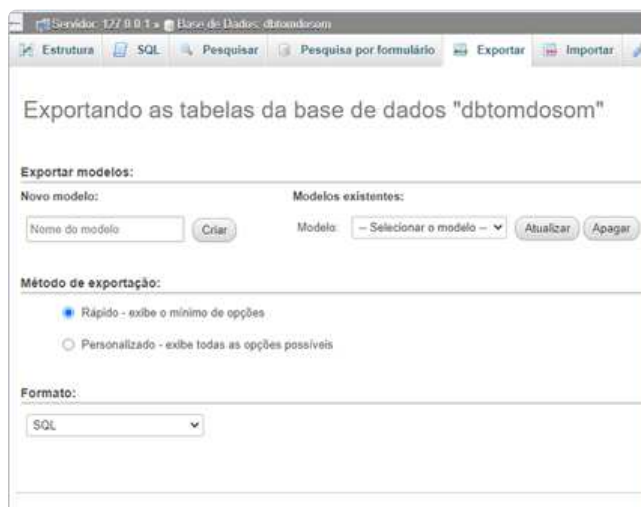 Servidor: 127.0.0.1 » Base de Dados: dbtomdosom
Estrutura SQL Pesquisar Pesquisa por formulário Exportar Importar
Exportando as tabelas da base de dados "dbtomdosom"
Exportar modelos:
Novo modelo: Modelos existentes:
Nome do modelo Criar Modelo: -- Selecionar o modelo -- Atualizar Apagar
Método de exportação:
Rápido - exibe o mínimo de opções
Personalizado - exibe todas as opções possíveis
Formato:
SQL